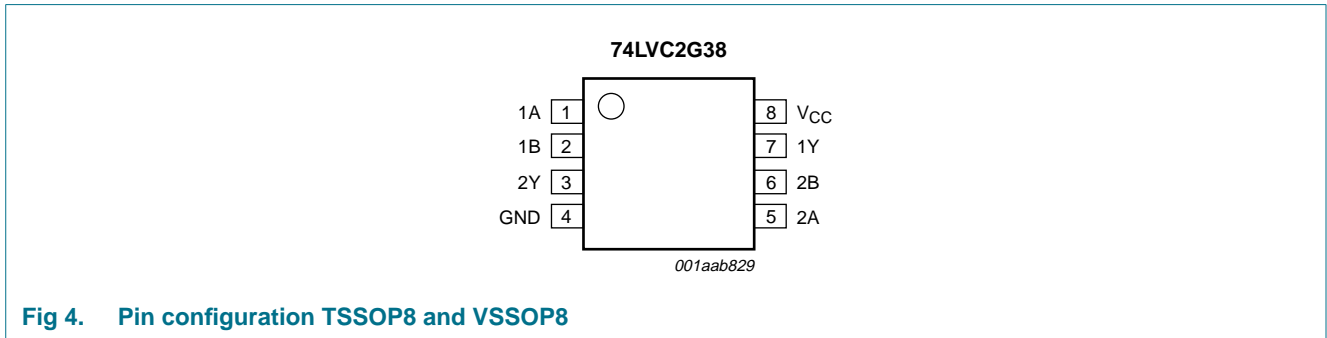 74LVC2G38
1A 1 8 VCC
1B 2 7 1Y
2Y 3 6 2B
GND 4 5 2A
001aab829
Fig 4. Pin configuration TSSOP8 and VSSOP8